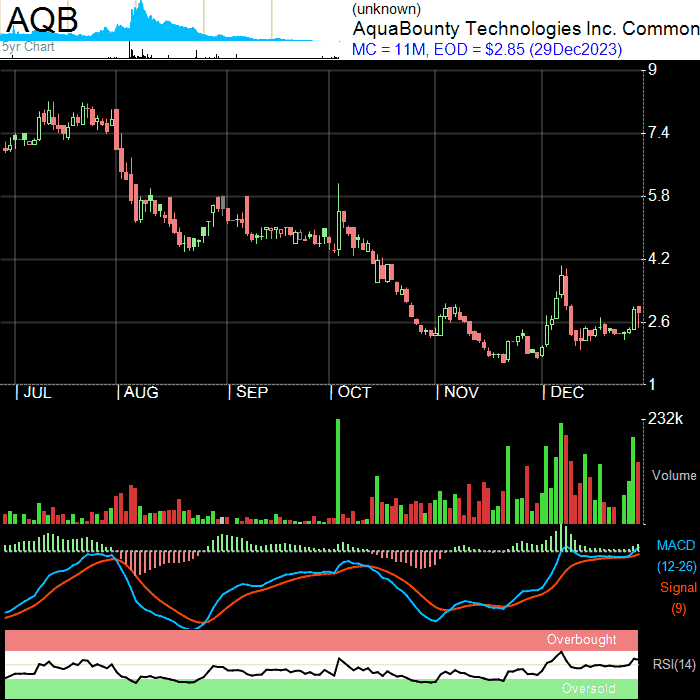 AQB
5yr Chart
(unknown)
AquaBounty Technologies Inc. Common
MC = 11M, EOD = $2.85 (29Dec2023)
9
7.4
5.8
4.2
2.6
1
| JUL | AUG | SEP | OCT | NOV | DEC
232k
Volume
MACD
(12-26)
Signal
(9)
Overbought
RSI(14)
Oversold